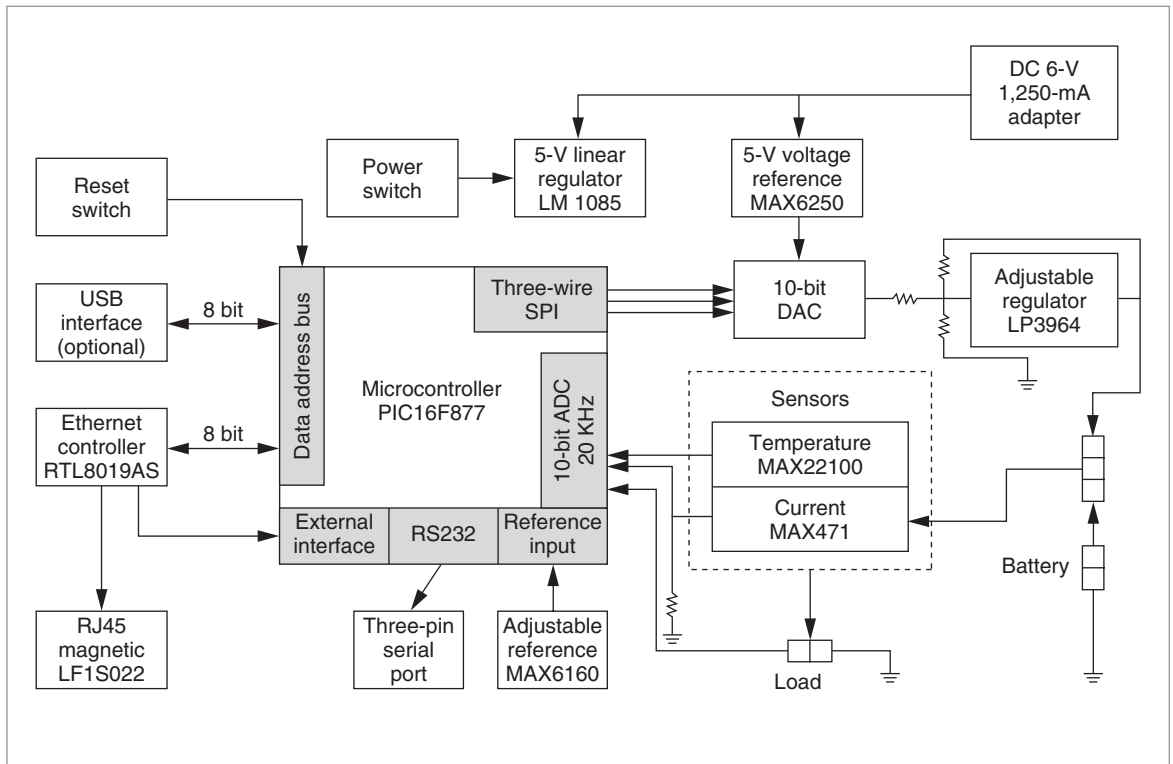 DC 6-V
1,250-mA
adapter
Reset
switch
Power
switch
5-V linear
regulator
LM 1085
5-V voltage
reference
MAX6250
USB
interface
(optional)
8 bit
Data address bus
Three-wire
SPI
10-bit
DAC
Adjustable
regulator
LP3964
Microcontroller
PIC16F877
10-bit ADC
20 KHz
Sensors
Temperature
MAX22100
Current
MAX471
Ethernet
controller
RTL8019AS
8 bit
External
interface
RS232
Reference
input
Battery
RJ45
magnetic
LF1S022
Three-pin
serial
port
Adjustable
reference
MAX6160
Load